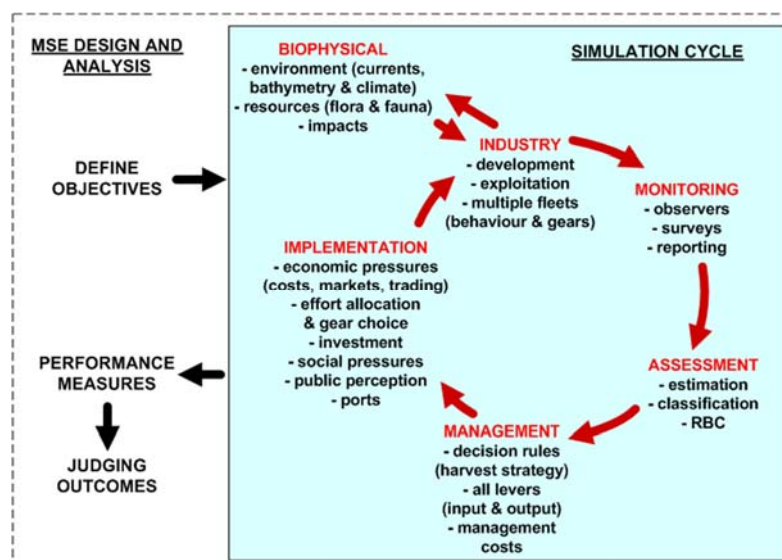 MSE DESIGN AND
ANALYSIS
DEFINE
OBJECTIVES
PERFORMANCE
MEASURES
JUDGING
OUTCOMES
SIMULATION CYCLE
BIOPHYSICAL
- environment (currents,
bathymetry & climate)
- resources (flora & fauna)
- impacts
INDUSTRY
- development
- exploitation
- multiple fleets
(behaviour & gears)
MONITORING
- observers
- surveys
- reporting
ASSESSMENT
- estimation
- classification
- RBC
MANAGEMENT
- decision rules
(harvest strategy)
- all levers
(input & output)
- management
costs
IMPLEMENTATION
- economic pressures
(costs, markets, trading)
- effort allocation
& gear choice
- investment
- social pressures
- public perception
- ports